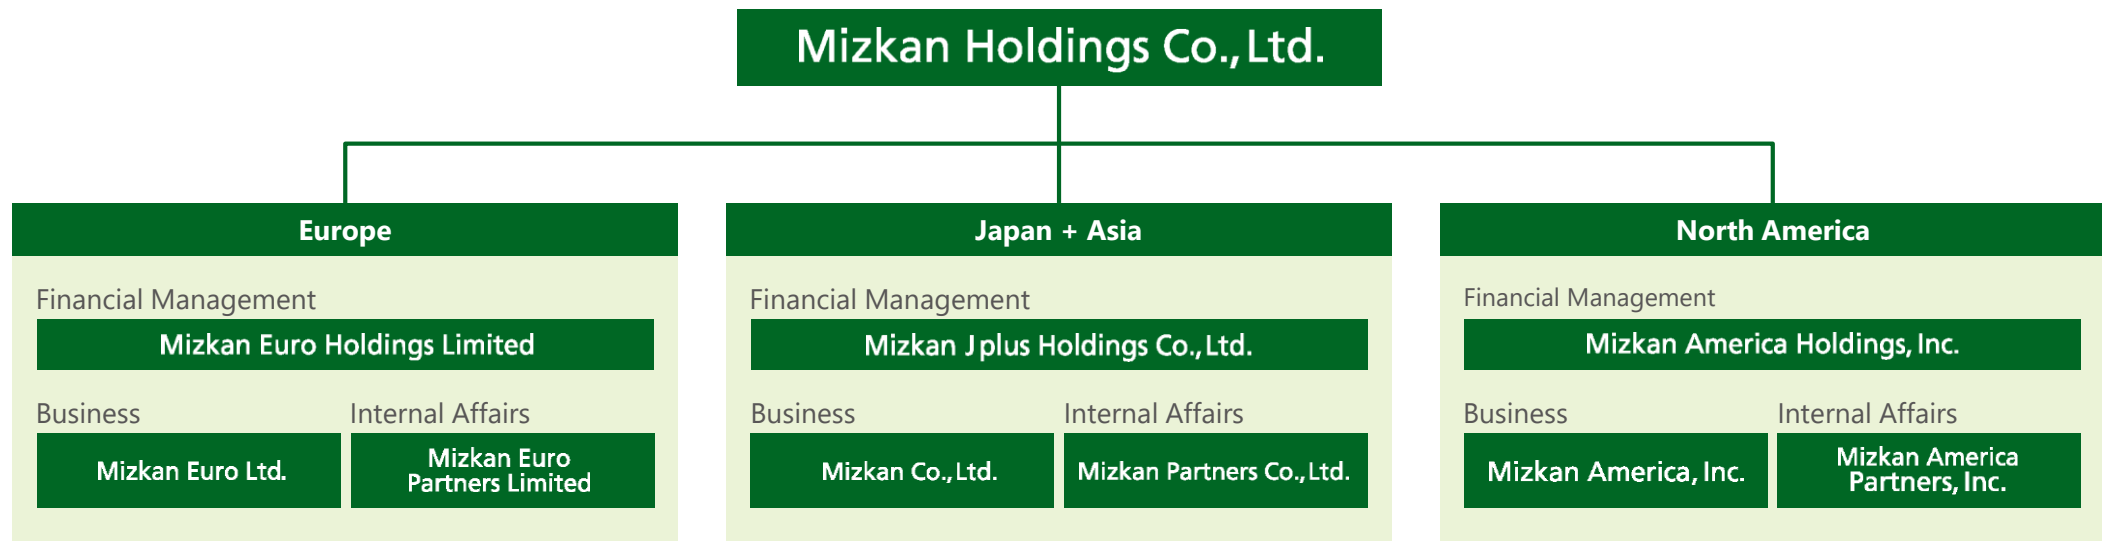 Mizkan Holdings Co., Ltd.
Europe
Financial Management
Mizkan Euro Holdings Limited
Business
Internal Affairs
Mizkan Euro Ltd.
Mizkan Euro
Partners Limited
Japan + Asia
Financial Management
Mizkan J plus Holdings Co., Ltd.
Business
Internal Affairs
Mizkan Co., Ltd.
Mizkan Partners Co., Ltd.
North America
Financial Management
Mizkan America Holdings, Inc.
Business
Internal Affairs
Mizkan America, Inc.
Mizkan America
Partners, Inc.